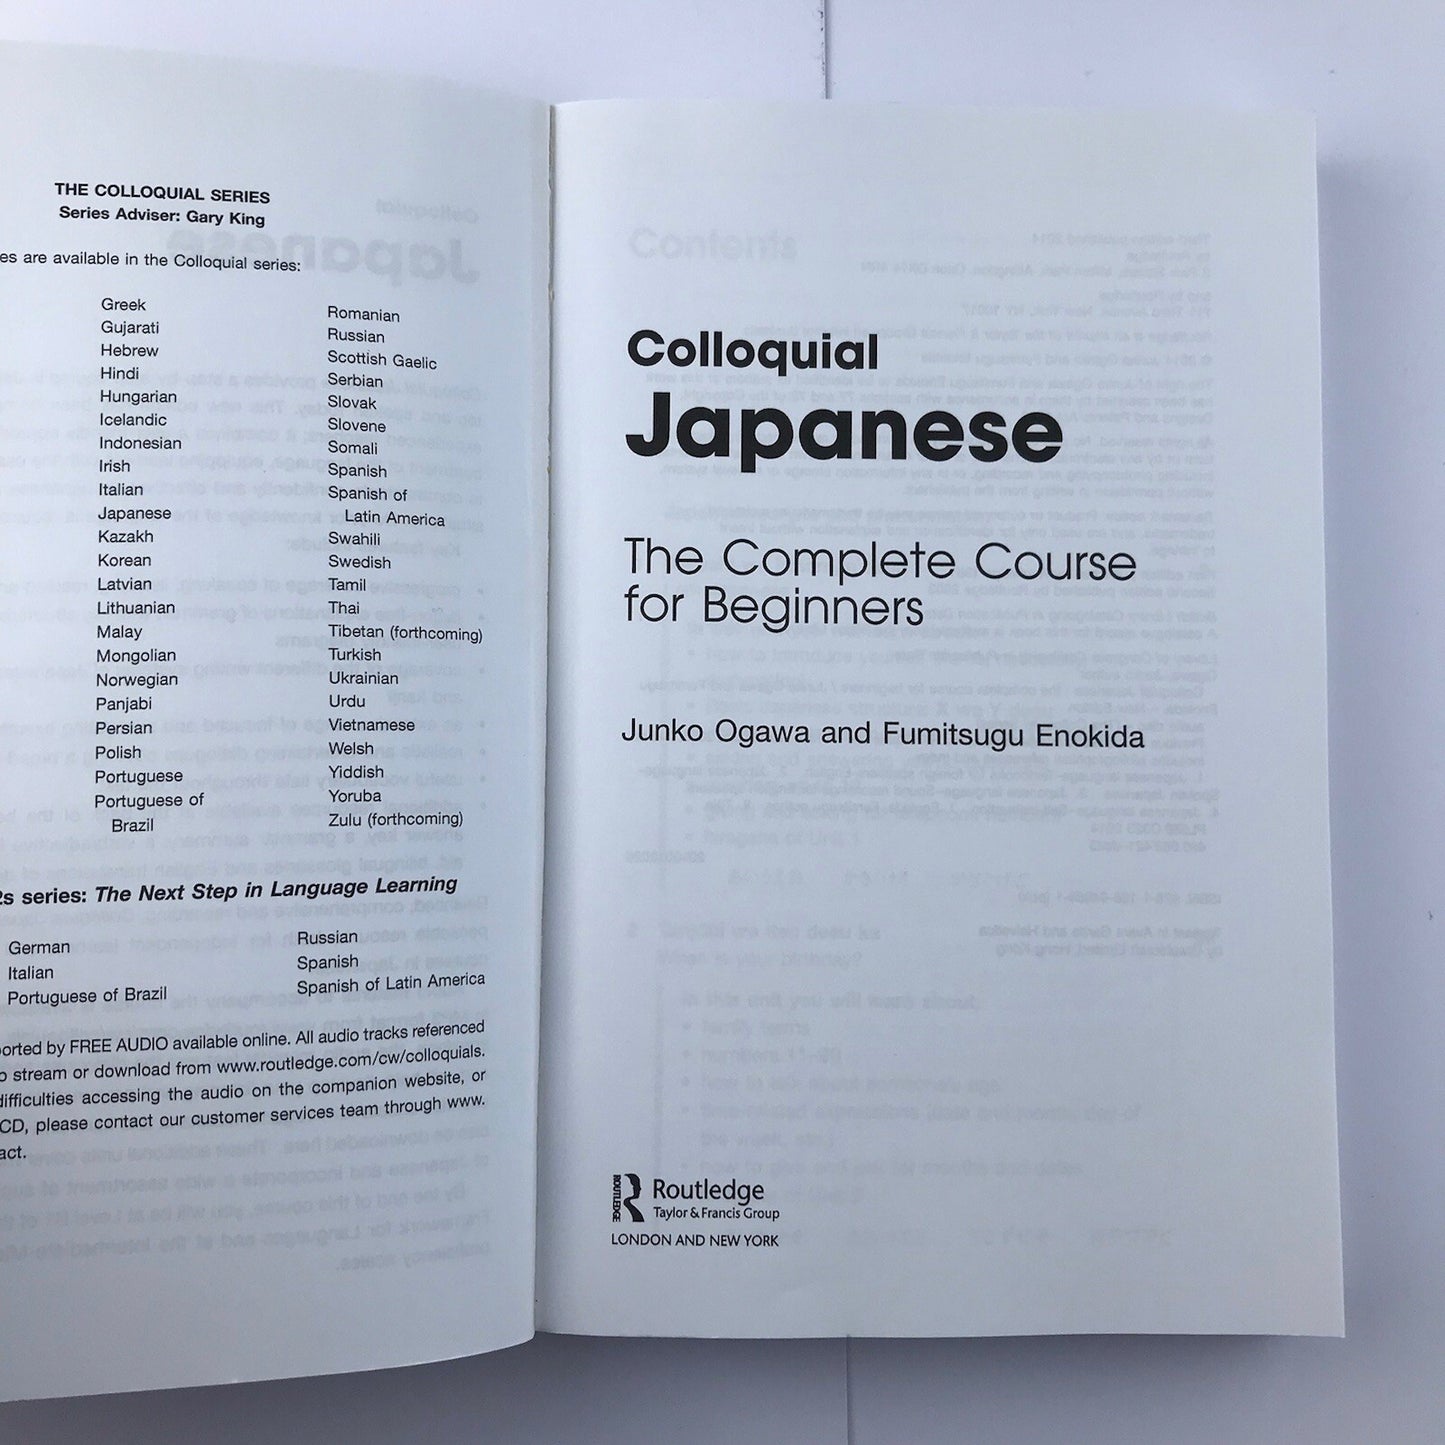 THE COLLOQUIAL SERIES
Series Adviser: Gary King
are available in the Colloquial series:
Greek
Gujarati
Hebrew
Hindi
Hungarian
Icelandic
Indonesian
Irish
Italian
Japanese
Kazakh
Korean
Latvian
Lithuanian
Malay
Mongolian
Norwegian
Panjabi
Persian
Polish
Portuguese
Portuguese of
Brazil
Romanian
Russian
Scottish Gaelic
Serbian
Slovak
Slovene
Somali
Spanish
Spanish of
Latin America
Swahili
Swedish
Tamil
Thai
Tibetan (forthcoming)
Turkish
Ukrainian
Urdu
Vietnamese
Welsh
Yiddish
Yoruba
Zulu (forthcoming)
2s series: The Next Step in Language Learning
German
Italian
Portuguese of Brazil
Russian
Spanish
Spanish of Latin America
by FREE AUDIO available online. All audio tracks referenced
stream or download from www.routledge.com/cw/colloquials.
difficulties accessing the audio on the companion website, or
CD, please contact our customer services team through www.
Colloquial
Japanese
The Complete Course
for Beginners
Junko Ogawa and Fumitsugu Enokida
ROUTLEDGE
Routledge
Taylor & Francis Group
LONDON AND NEW YORK